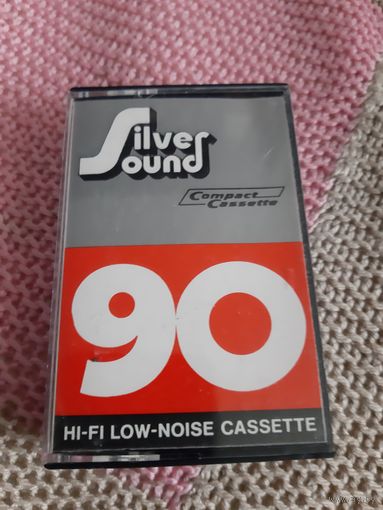 Silver
Sound
Compact
Cassette
90
HI-FI LOW-NOISE CASSETTE